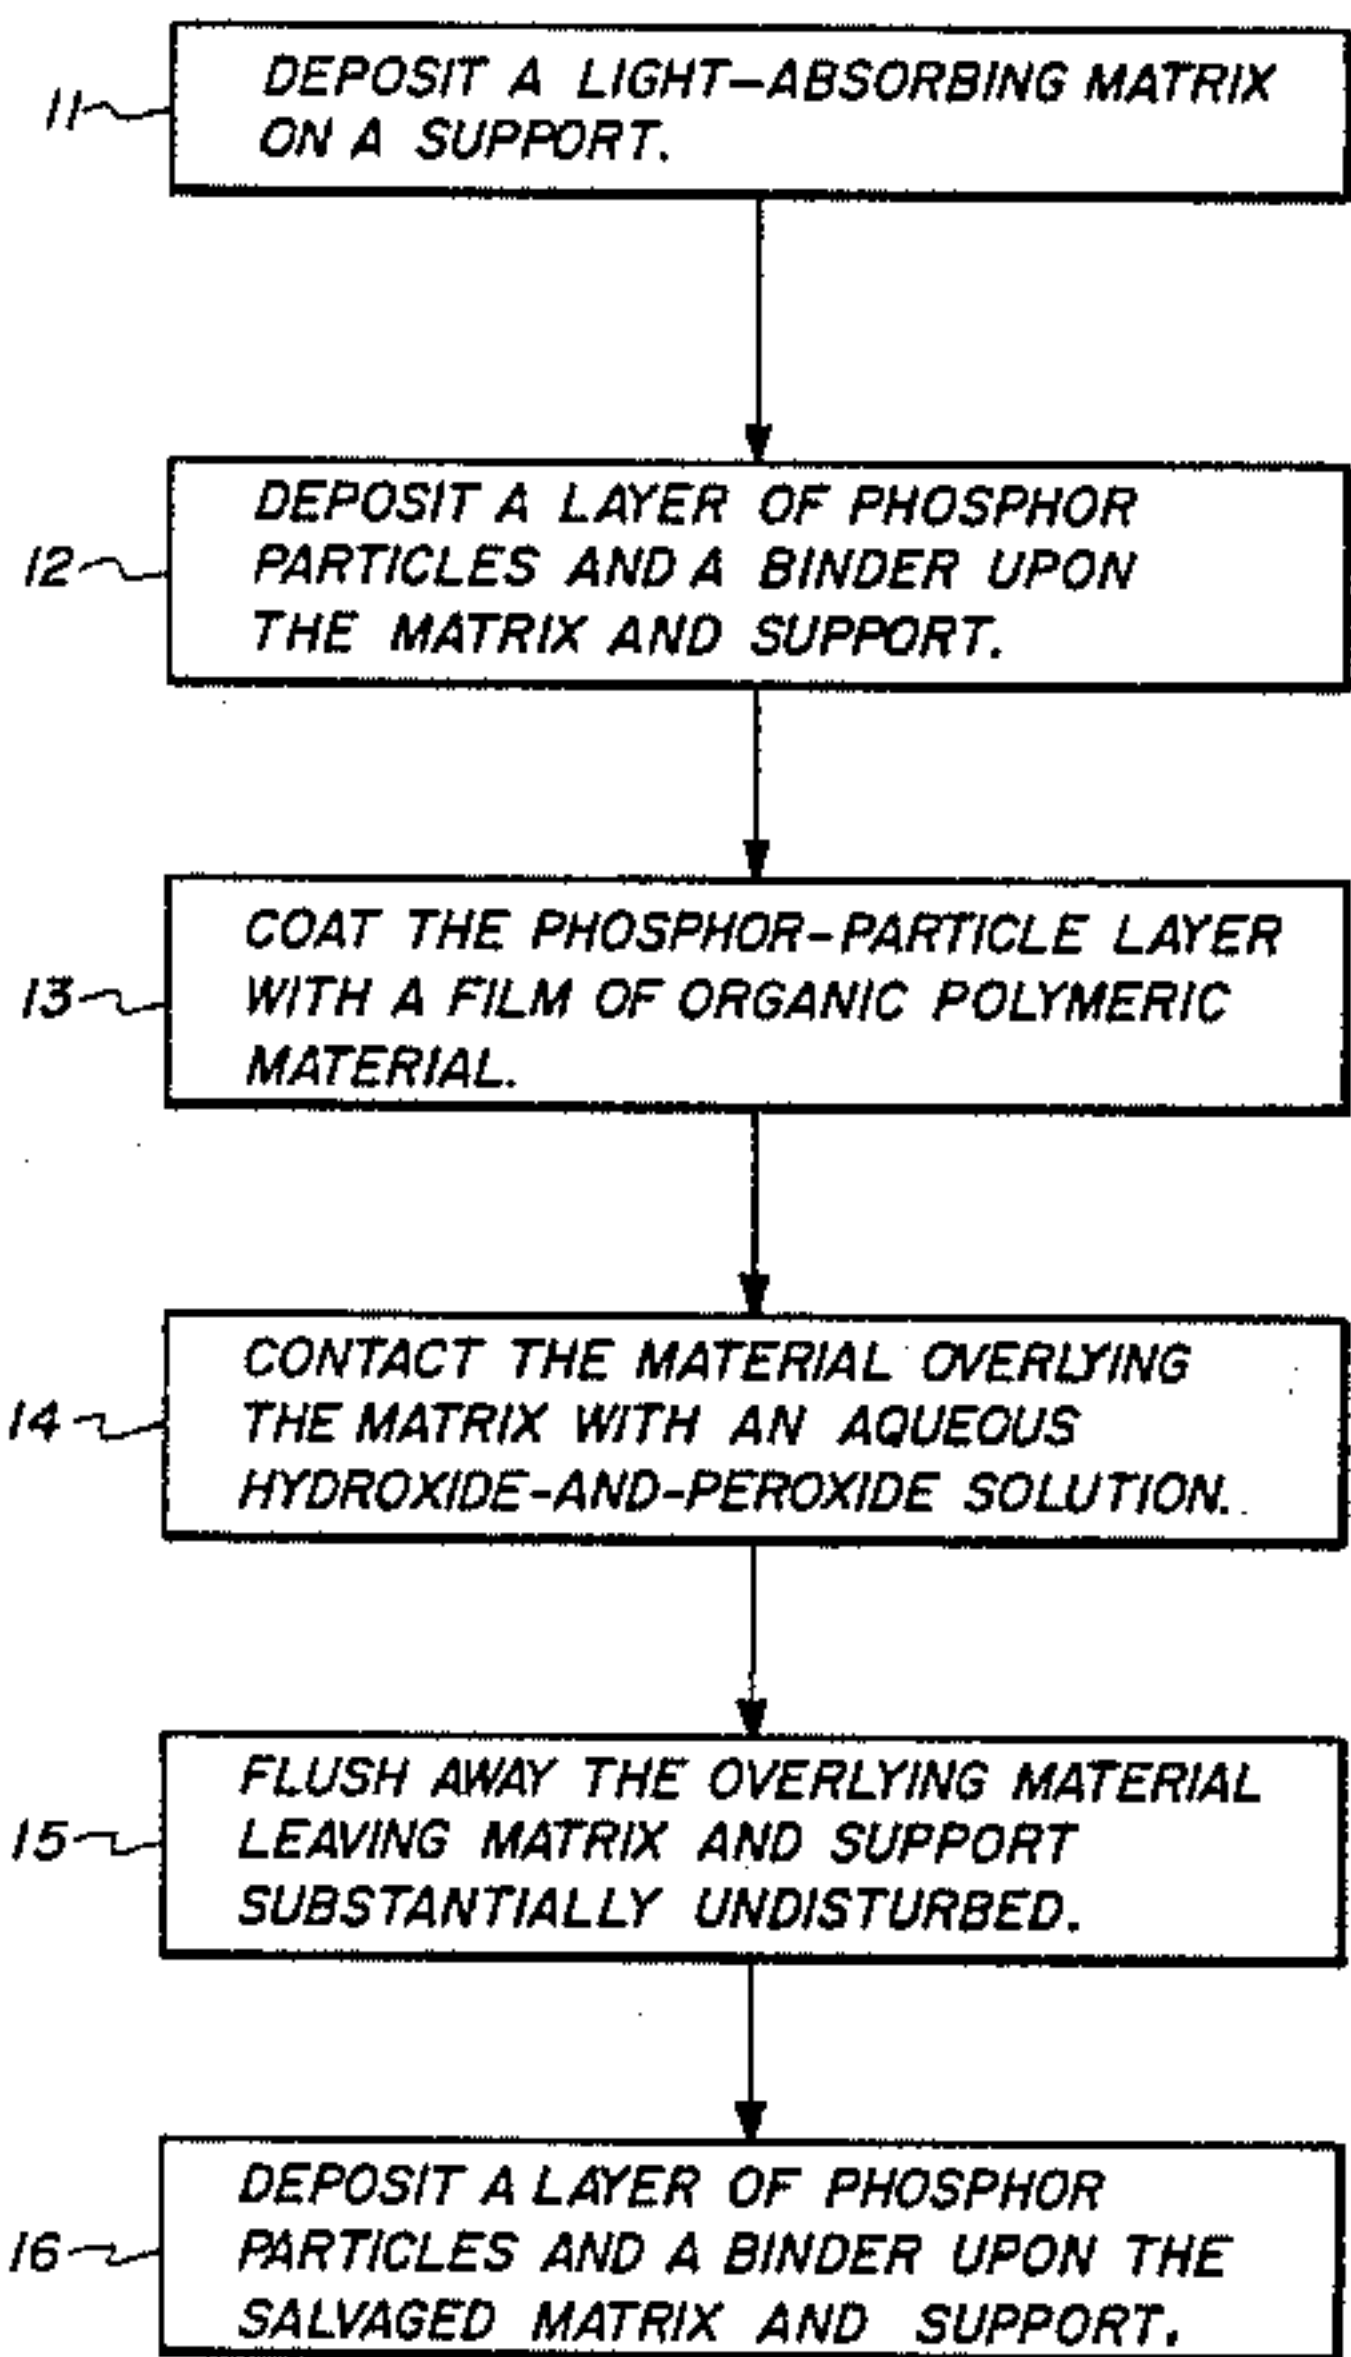 11
DEPOSIT A LIGHT-ABSORBING MATRIX
ON A SUPPORT.
12
DEPOSIT A LAYER OF PHOSPHOR
PARTICLES AND A BINDER UPON
THE MATRIX AND SUPPORT.
13
COAT THE PHOSPHOR-PARTICLE LAYER
WITH A FILM OF ORGANIC POLYMERIC
MATERIAL.
14
CONTACT THE MATERIAL OVERLYING
THE MATRIX WITH AN AQUEOUS
HYDROXIDE-AND-PEROXIDE SOLUTION.
15
FLUSH AWAY THE OVERLYING MATERIAL
LEAVING MATRIX AND SUPPORT
SUBSTANTIALLY UNDISTURBED.
16
DEPOSIT A LAYER OF PHOSPHOR
PARTICLES AND A BINDER UPON THE
SALVAGED MATRIX AND SUPPORT.